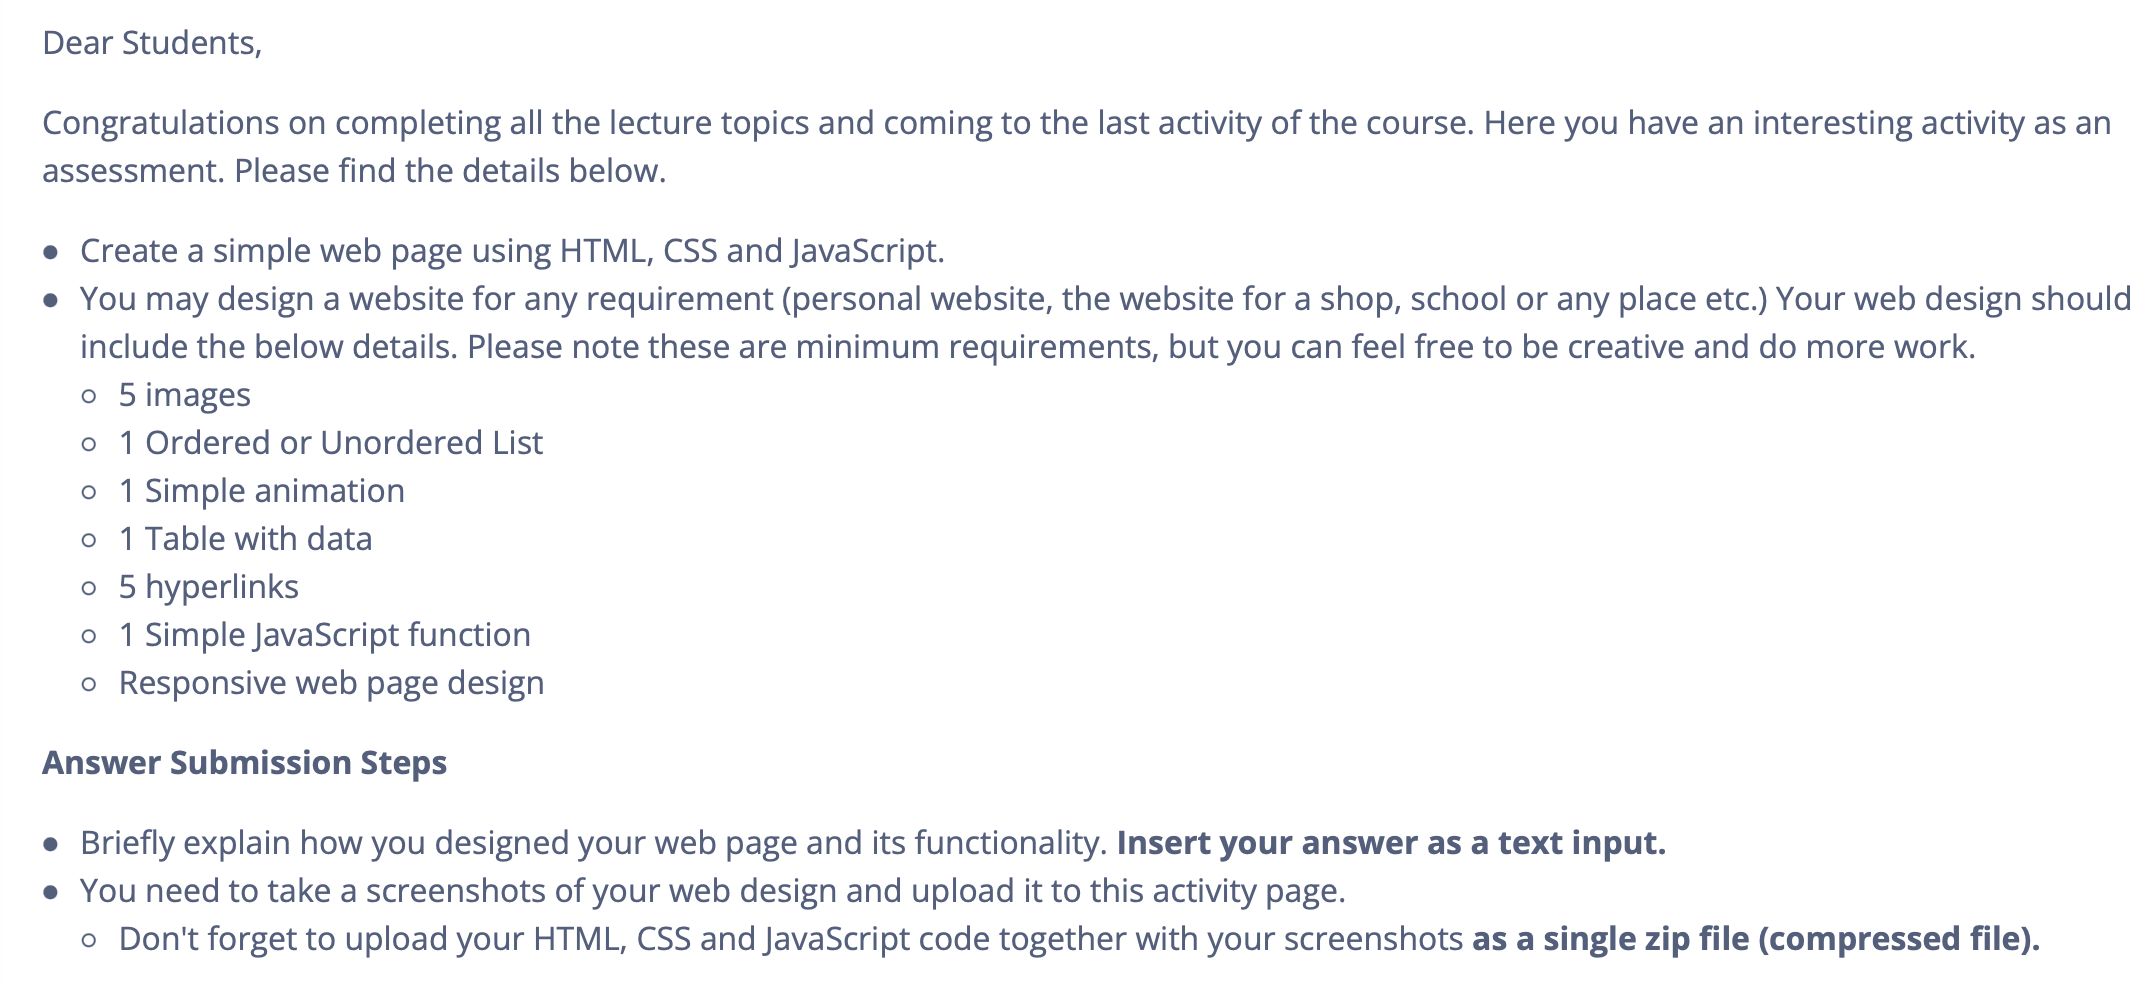 Dear Students,
Congratulations on completing all the lecture topics and coming to the last activity of the course. Here you have an interesting activity as an
assessment. Please find the details below.
● Create a simple web page using HTML, CSS and JavaScript.
● You may design a website for any requirement (personal website, the website for a shop, school or any place etc.) Your web design should
include the below details. Please note these are minimum requirements, but you can feel free to be creative and do more work.
○ 5 images
○ 1 Ordered or Unordered List
○ 1 Simple animation
○ 1 Table with data
○ 5 hyperlinks
○ 1 Simple JavaScript function
○ Responsive web page design
Answer Submission Steps
● Briefly explain how you designed your web page and its functionality. Insert your answer as a text input.
● You need to take a screenshots of your web design and upload it to this activity page.
○ Don't forget to upload your HTML, CSS and JavaScript code together with your screenshots as a single zip file (compressed file).